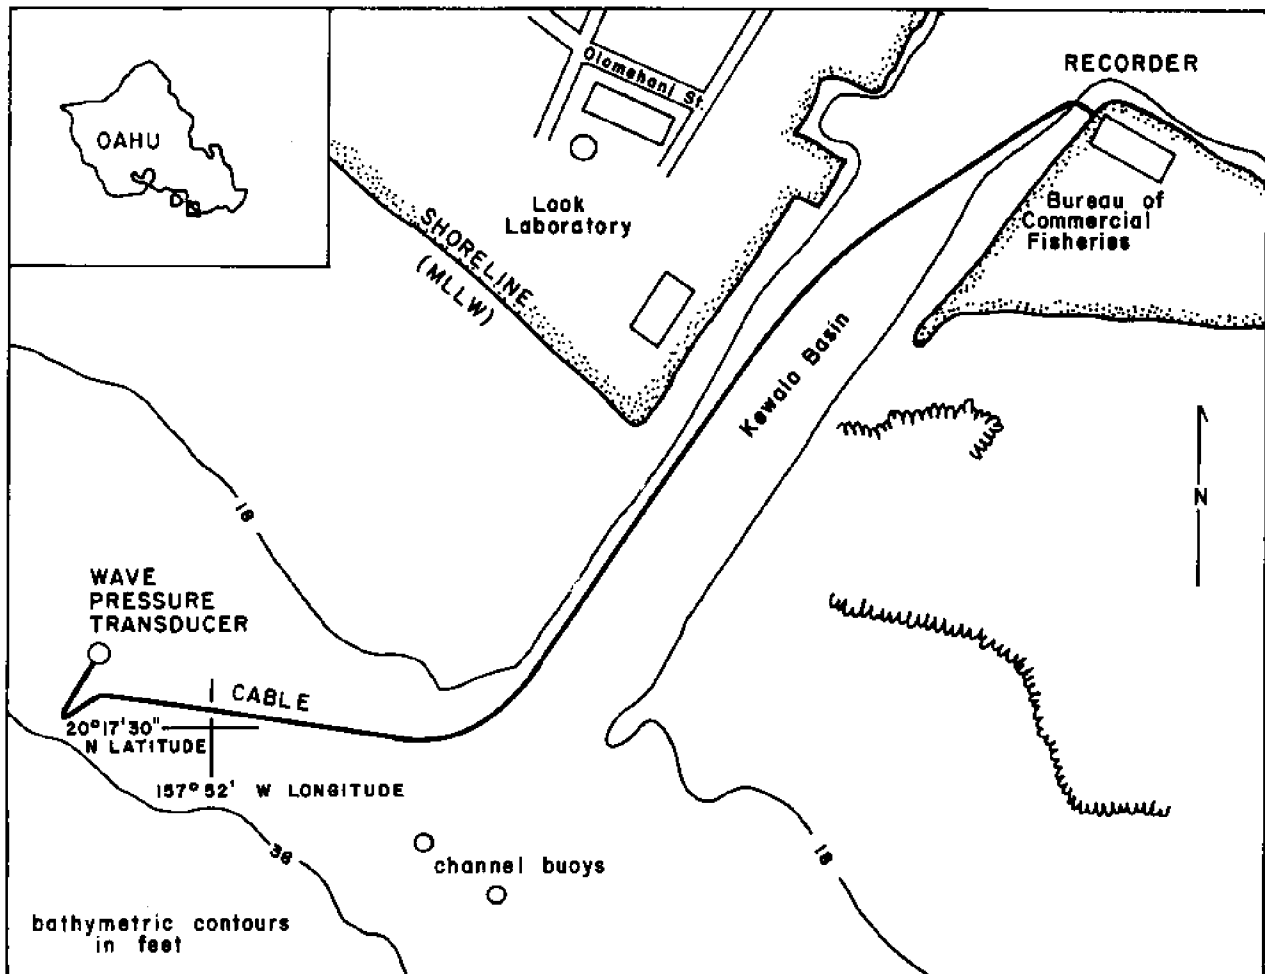 OAHU
Olomehani St.
RECORDER
Look
Laboratory
Bureau of
Commercial
Fisheries
SHORELINE
(MLLW)
Kewalo Basin
N
18
WAVE
PRESSURE
TRANSDUCER
CABLE
20°17'30"
N LATITUDE
157°52' W LONGITUDE
36
channel buoys
18
bathymetric contours
in feet